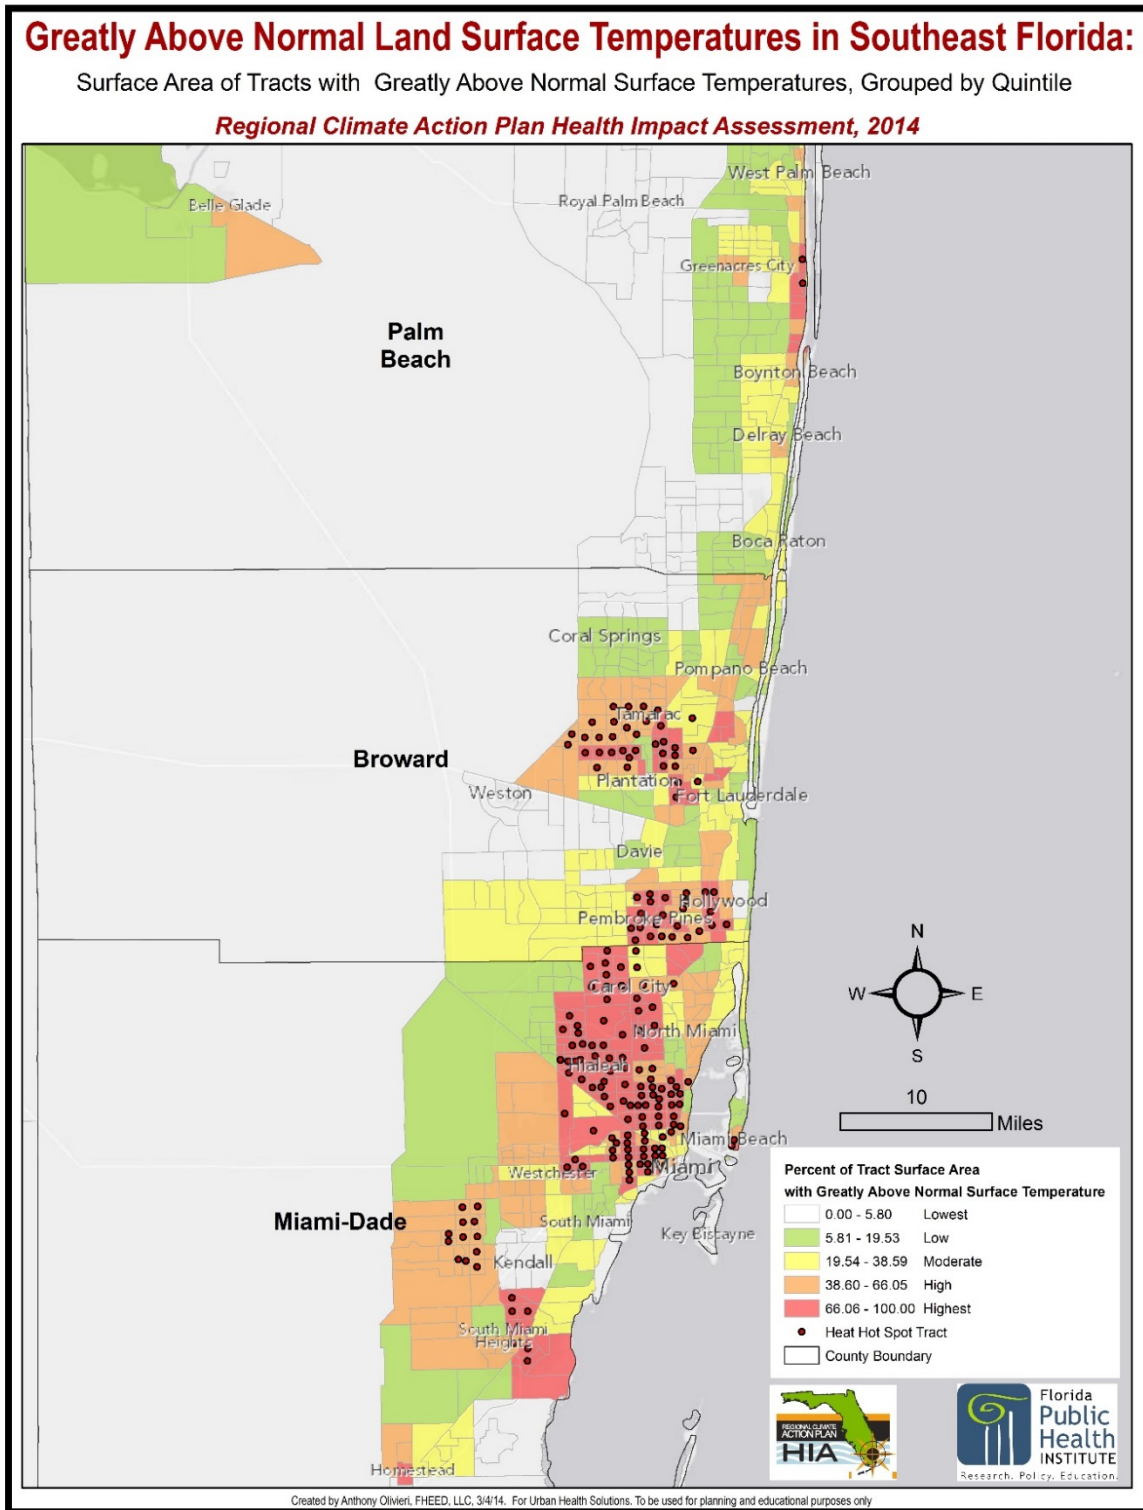 Greatly Above Normal Land Surface Temperatures in Southeast Florida:
Surface Area of Tracts with Greatly Above Normal Surface Temperatures, Grouped by Quintile
Regional Climate Action Plan Health Impact Assessment, 2014
West Palm Beach
Belle Glade
Royal Palm Beach
Greenacres City
Palm
Beach
Boynton Beach
Delray Beach
Boca Raton
Coral Springs
Pompano Beach
Tamarac
Broward
Plantation
Weston
Fort Lauderdale
Davie
Hollywood
Pembroke Pines
Carol City
North Miami
Hialeah
Miami Beach
Miami
Westchester
Miami-Dade
South Miami
Key Biscayne
Kendall
South Miami
Heights
Homestead
N
W
E
S
10
Miles
Percent of Tract Surface Area
with Greatly Above Normal Surface Temperature
0.00 - 5.80 Lowest
5.81 - 19.53 Low
19.54 - 38.59 Moderate
38.60 - 66.05 High
66.06 - 100.00 Highest
Heat Hot Spot Tract
County Boundary
REGIONAL CLIMATE
ACTION PLAN
HIA
Florida
Public
Health
INSTITUTE
Research. Policy. Education.
Created by Anthony Olivieri, FHEED, LLC, 3/4/14. For Urban Health Solutions. To be used for planning and educational purposes only